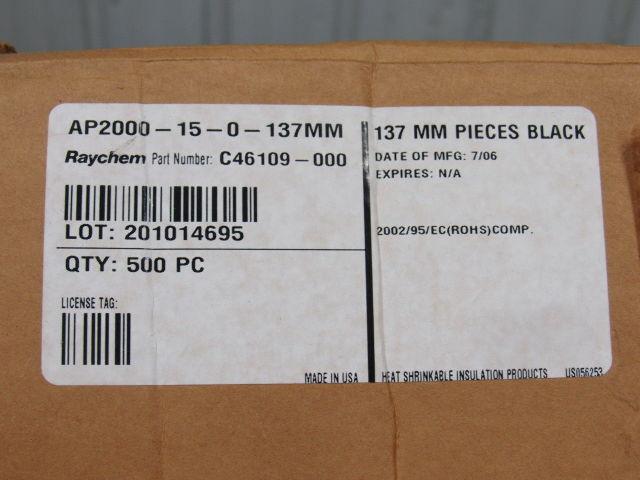 AP2000-15-0-137MM
Raychem Part Number: C46109-000
LOT: 201014695
QTY: 500 PC
LICENSE TAG:
MADE IN USA
137 MM PIECES BLACK
DATE OF MFG: 7/06
EXPIRES: N/A
2002/95/EC(ROHS)COMP.
HEAT SHRINKABLE INSULATION PRODUCTS US056253